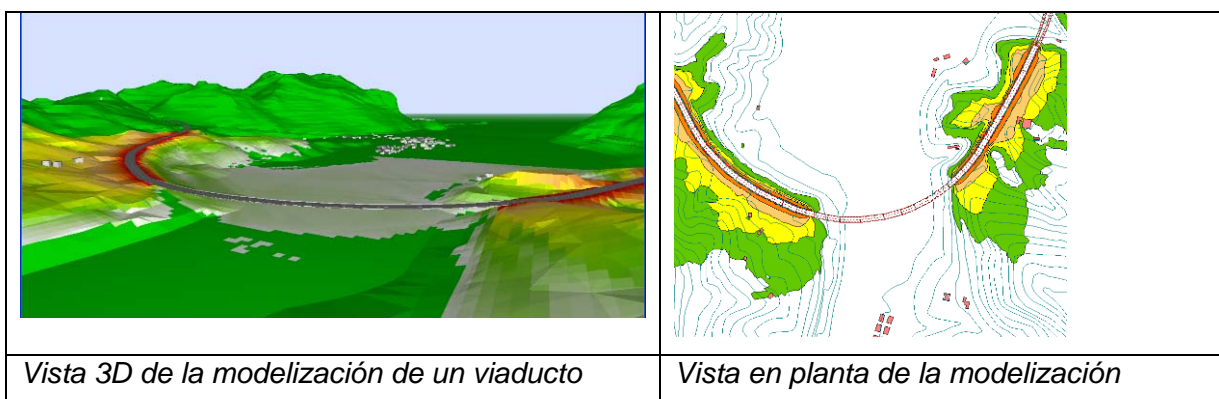 Vista 3D de la modelización de un viaducto
Vista en planta de la modelización